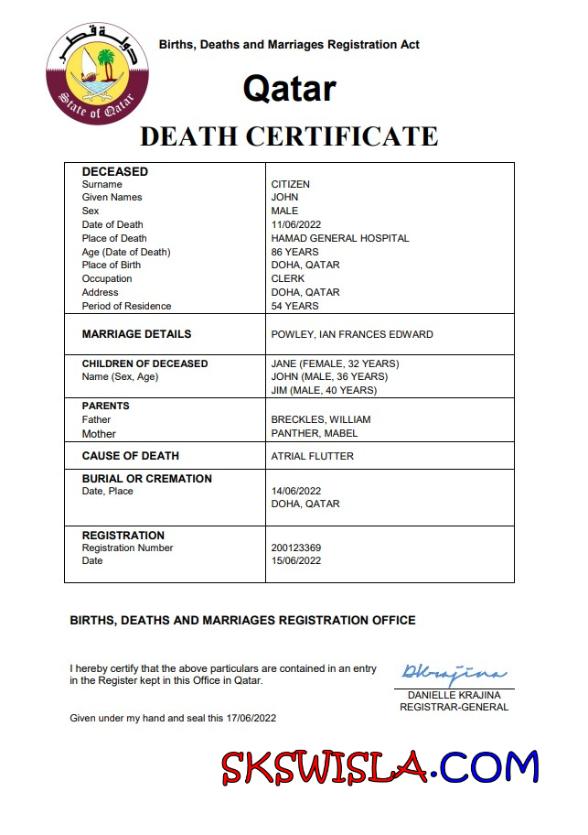 دولة قطر
State of Qatar
Births, Deaths and Marriages Registration Act
Qatar
DEATH CERTIFICATE
DECEASED
Surname CITIZEN
Given Names JOHN
Sex MALE
Date of Death 11/06/2022
Place of Death HAMAD GENERAL HOSPITAL
Age (Date of Death) 86 YEARS
Place of Birth DOHA, QATAR
Occupation CLERK
Address DOHA, QATAR
Period of Residence 54 YEARS
MARRIAGE DETAILS POWLEY, IAN FRANCES EDWARD
CHILDREN OF DECEASED JANE (FEMALE, 32 YEARS)
Name (Sex, Age) JOHN (MALE, 36 YEARS)
JIM (MALE, 40 YEARS)
PARENTS
Father BRECKLES, WILLIAM
Mother PANTHER, MABEL
CAUSE OF DEATH ATRIAL FLUTTER
BURIAL OR CREMATION
Date, Place 14/06/2022
DOHA, QATAR
REGISTRATION
Registration Number 200123369
Date 15/06/2022
BIRTHS, DEATHS AND MARRIAGES REGISTRATION OFFICE
I hereby certify that the above particulars are contained in an entry
in the Register kept in this Office in Qatar.
DKrajina
DANIELLE KRAJINA
REGISTRAR-GENERAL
Given under my hand and seal this 17/06/2022
SKSWISLA.COM